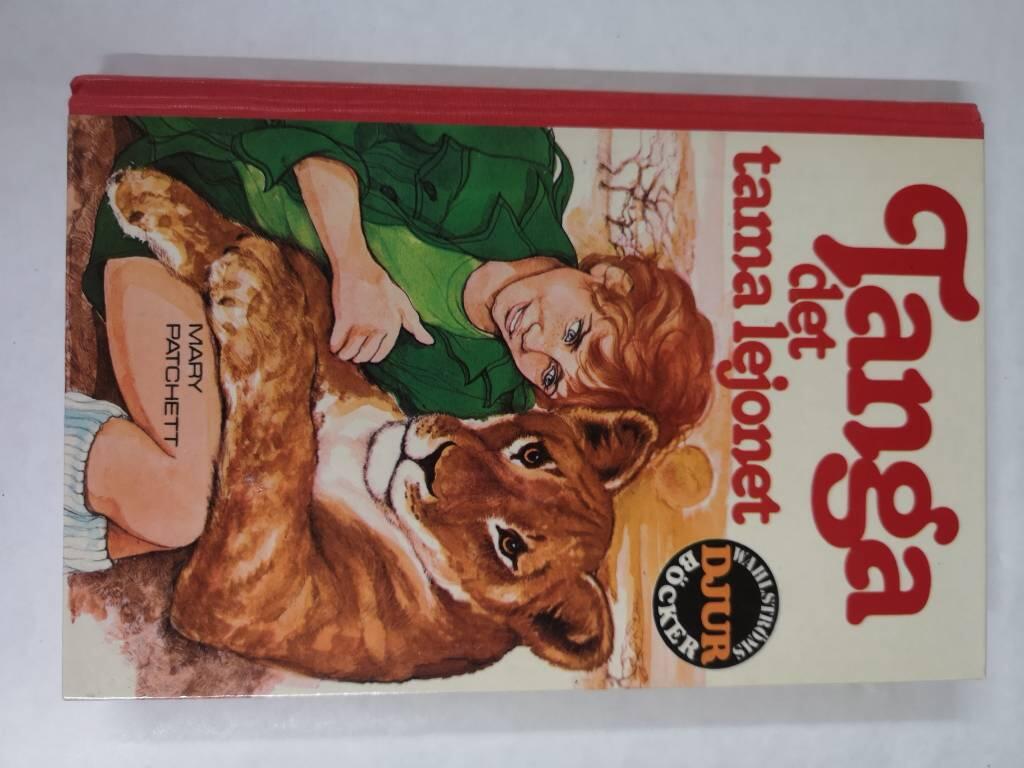 Tanga
det
tama lejonet
WAHLSTRÖMS
DJUR
BÖCKER
MARY
PATCHETT